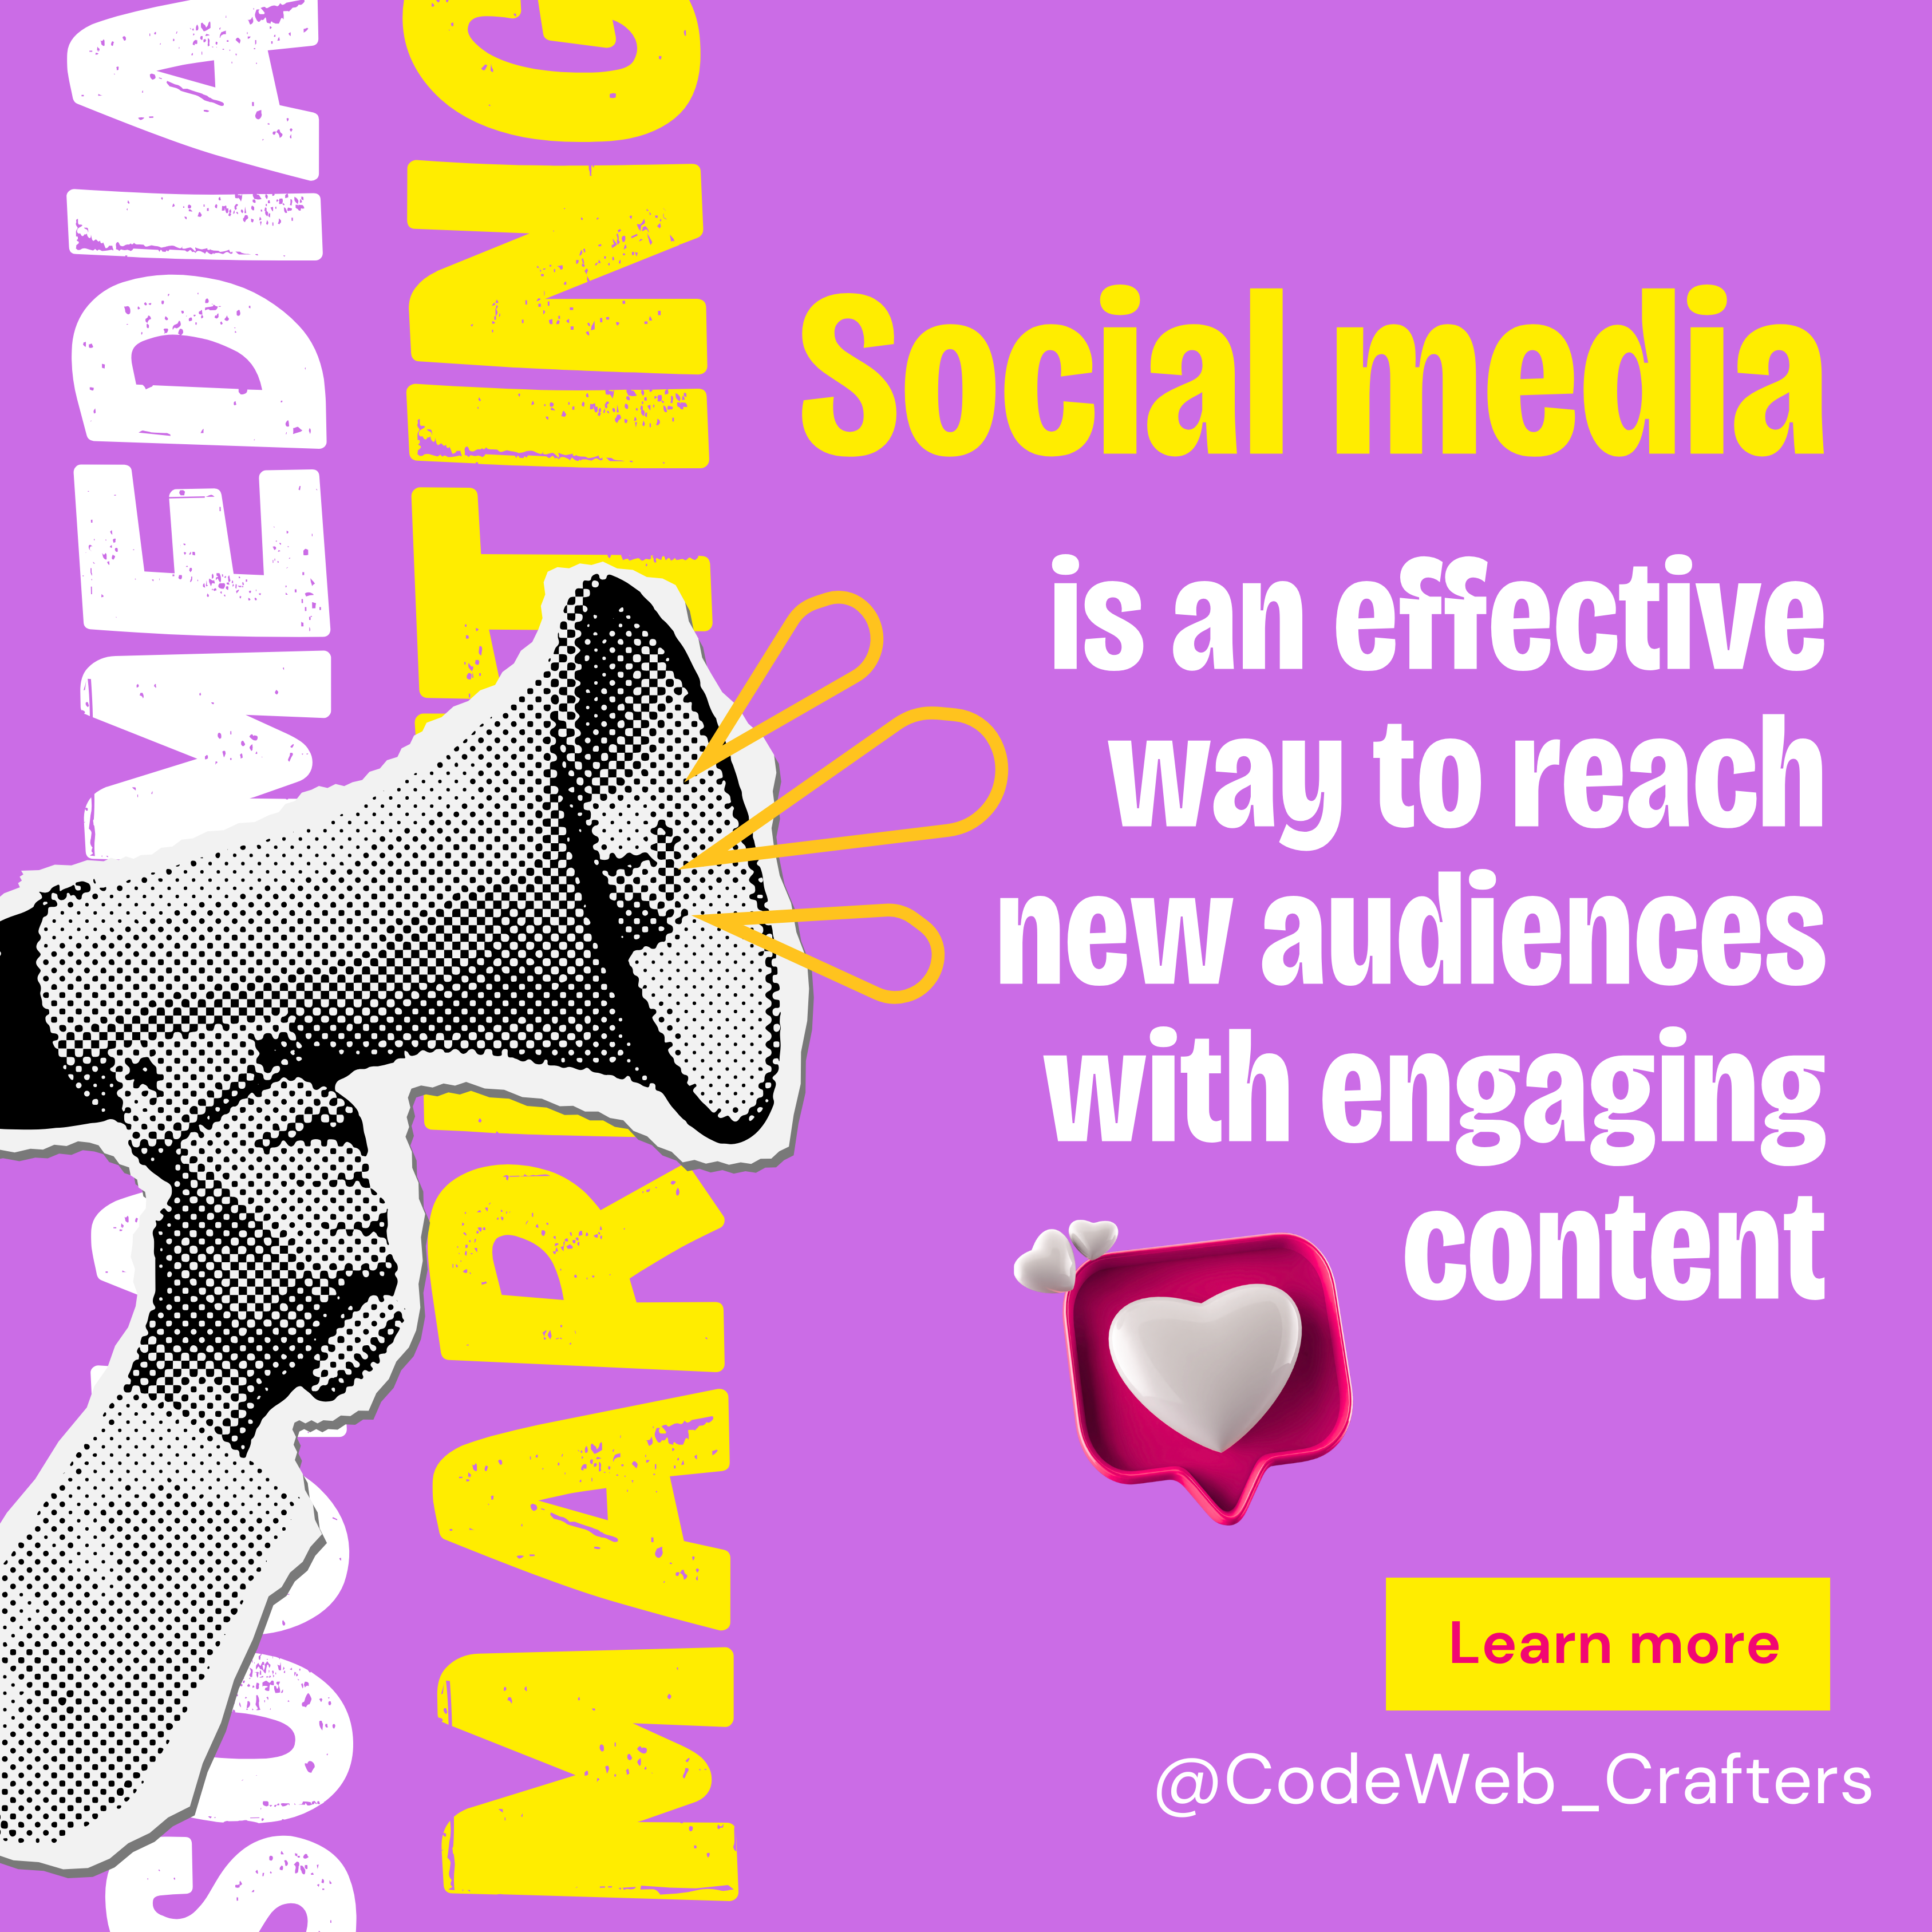 SOCIAL MEDIA
MARKETING
Social media
is an effective
way to reach
new audiences
with engaging
content
Learn more
@CodeWeb_Crafters